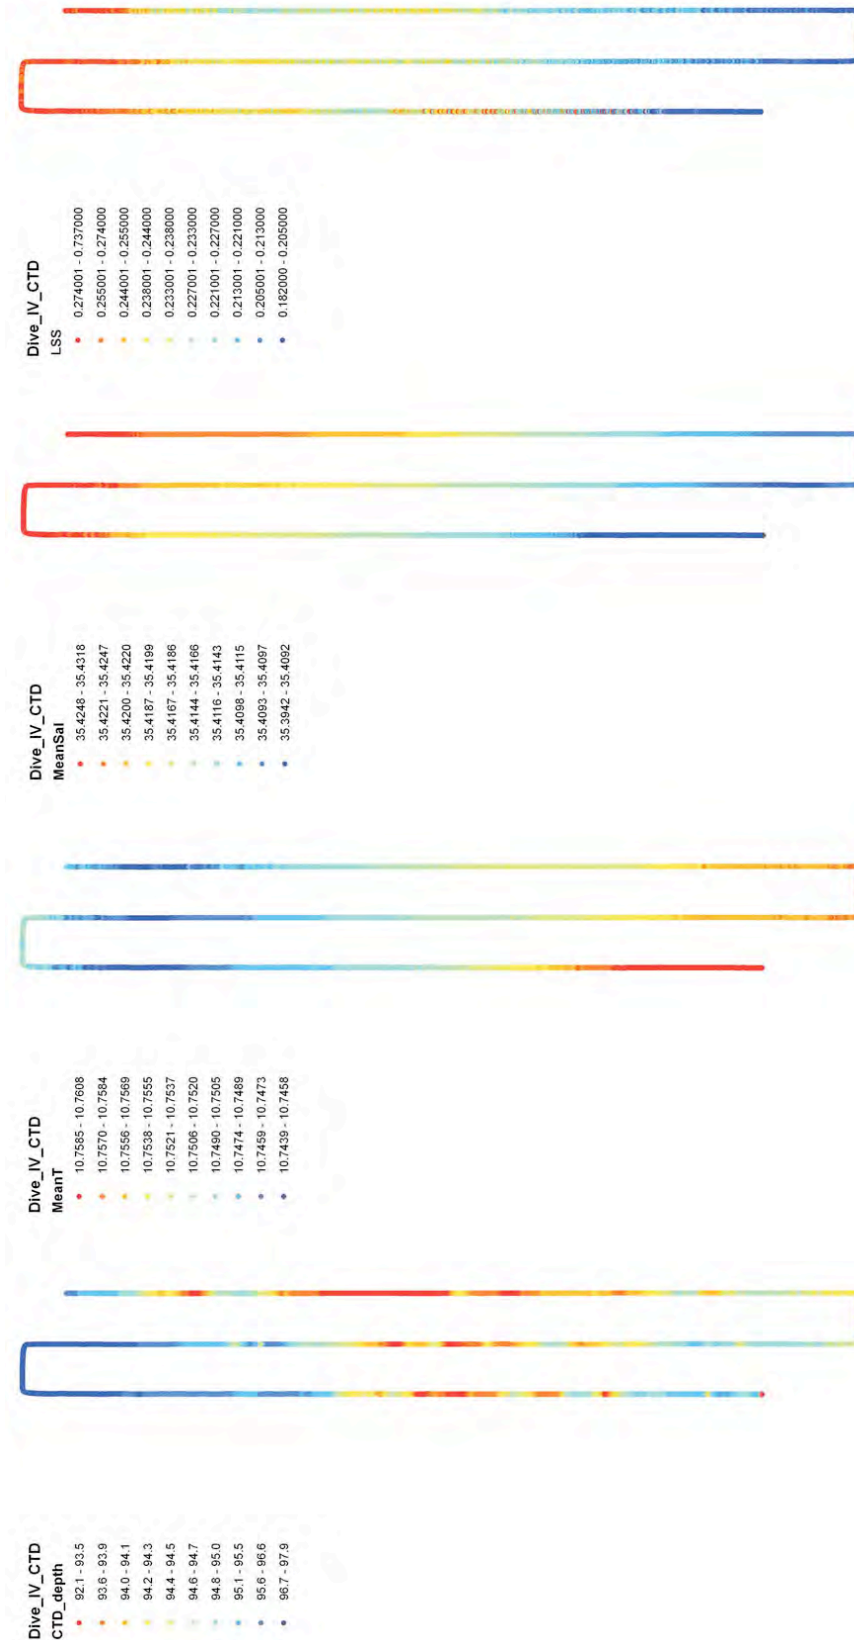 Dive_IV_CTD
LSS
0.274001 - 0.737000
0.255001 - 0.274000
0.244001 - 0.255000
0.238001 - 0.244000
0.233001 - 0.238000
0.227001 - 0.233000
0.221001 - 0.227000
0.213001 - 0.221000
0.205001 - 0.213000
0.182000 - 0.205000
Dive_IV_CTD
MeanSal
35.4248 - 35.4318
35.4221 - 35.4247
35.4200 - 35.4220
35.4187 - 35.4199
35.4167 - 35.4186
35.4144 - 35.4166
35.4116 - 35.4143
35.4098 - 35.4115
35.4093 - 35.4097
35.3942 - 35.4092
Dive_IV_CTD
MeanT
10.7585 - 10.7608
10.7570 - 10.7584
10.7556 - 10.7569
10.7538 - 10.7555
10.7521 - 10.7537
10.7506 - 10.7520
10.7490 - 10.7505
10.7474 - 10.7489
10.7459 - 10.7473
10.7439 - 10.7458
Dive_IV_CTD
CTD_depth
92.1 - 93.5
93.6 - 93.9
94.0 - 94.1
94.2 - 94.3
94.4 - 94.5
94.6 - 94.7
94.8 - 95.0
95.1 - 95.5
95.6 - 96.6
96.7 - 97.9